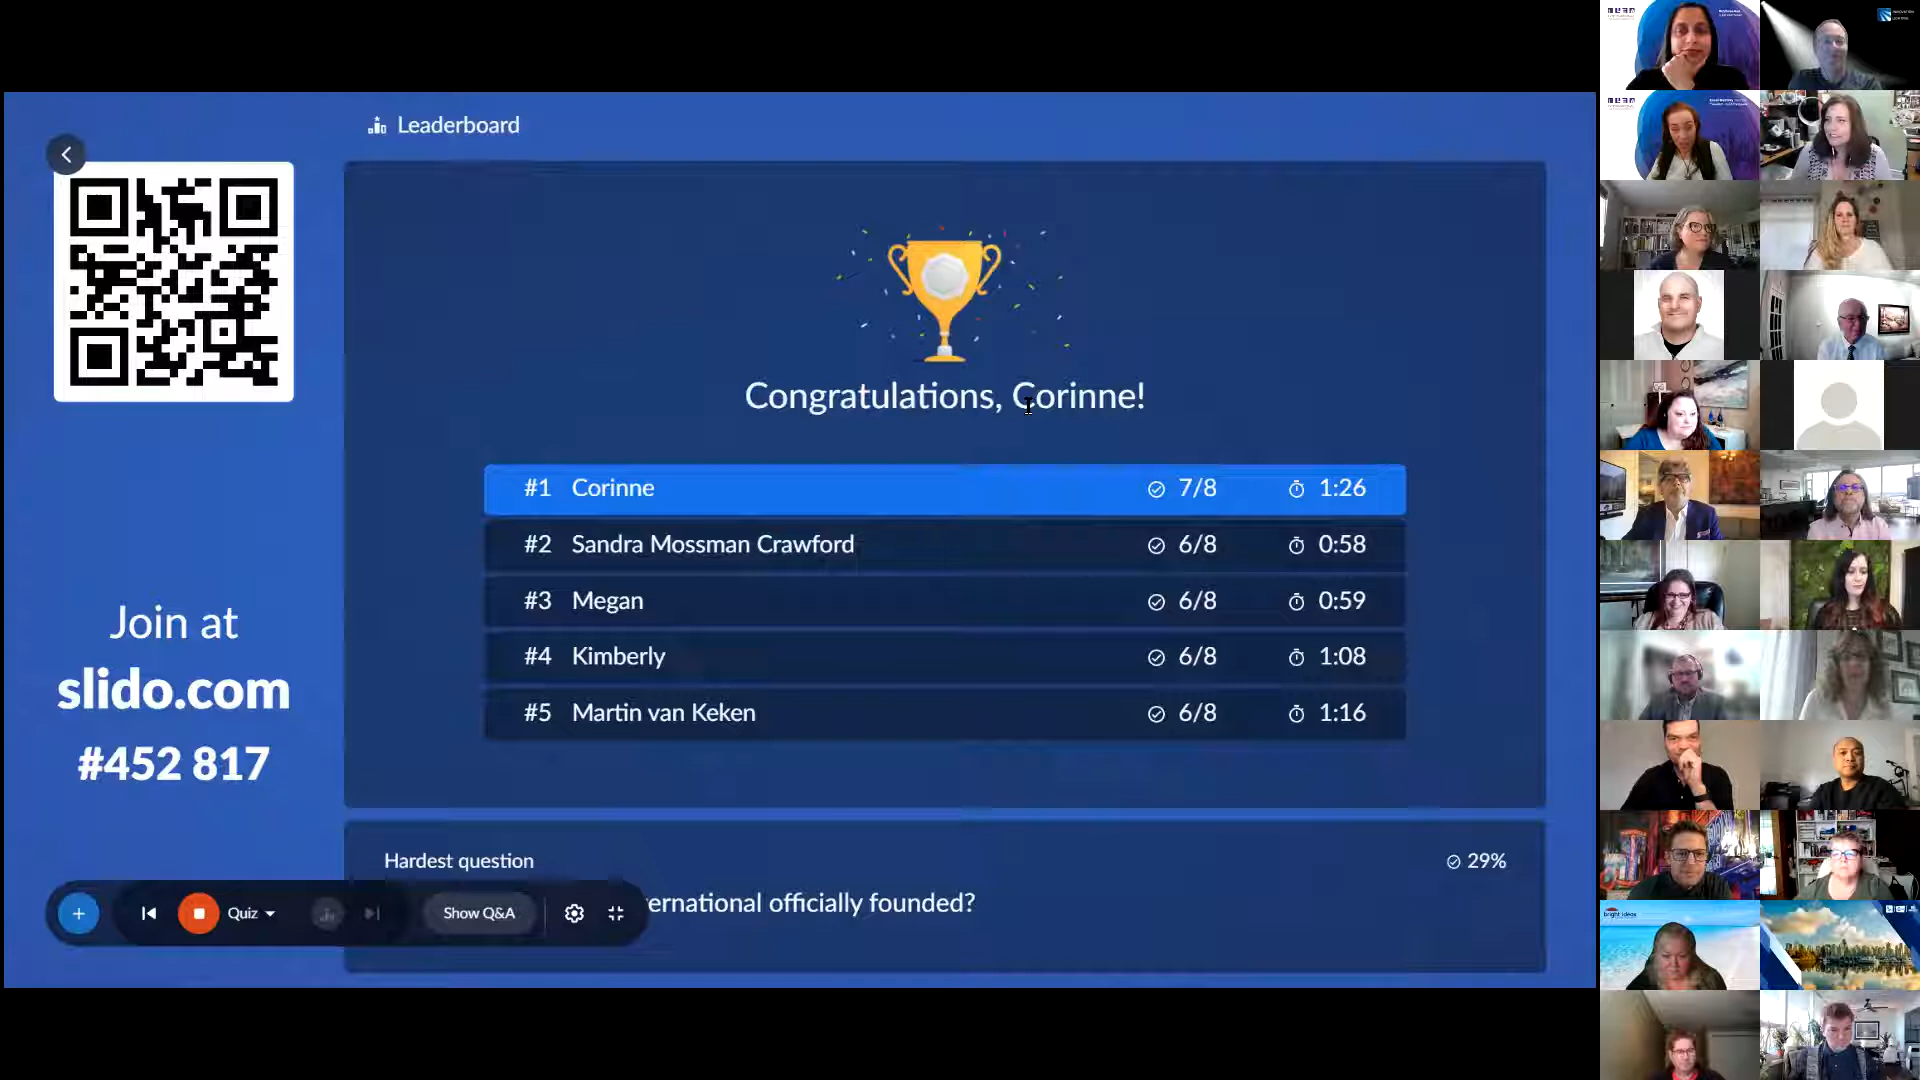 Leaderboard
Congratulations, Corinne!
#1 Corinne 7/8 1:26
#2 Sandra Mossman Crawford 6/8 0:58
#3 Megan 6/8 0:59
#4 Kimberly 6/8 1:08
#5 Martin van Keken 6/8 1:16
Join at
slido.com
#452 817
Hardest question 29%
ernational officially founded?
Quiz
Show Q&A
bright ideas